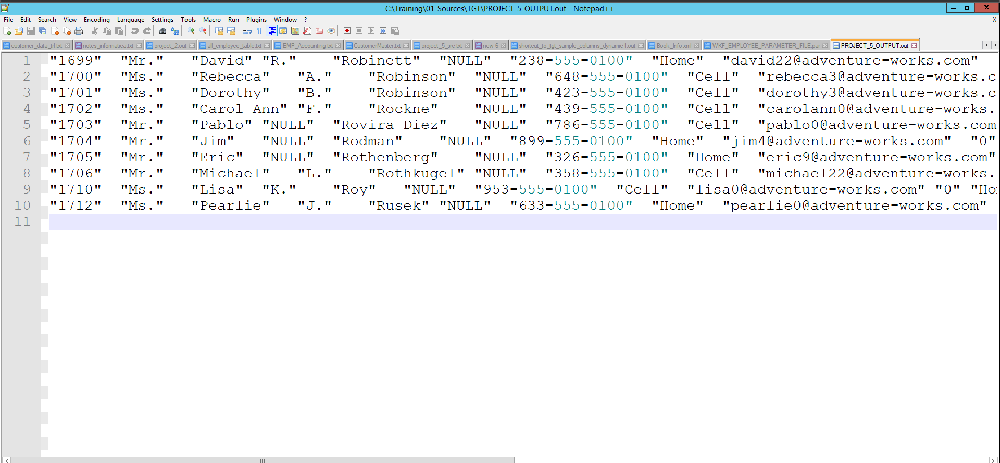 C:\Training\01_Sources\TGT\PROJECT_5_OUTPUT.out - Notepad++
File Edit Search View Encoding Language Settings Tools Macro Run Plugins Window ? X
customer_data_trl.txt notes_informatica.txt project_2.out all_employee_table.txt EMP_Accounting.txt CustomerMaster.txt project_5_src.txt new 6 shortcut_to_tgt_sample_columns_dynamic1.out Book_Info.xml WKF_EMPLOYEE_PARAMETER_FILE.par PROJECT_5_OUTPUT.out
1 "1699" "Mr." "David" "R." "Robinett" "NULL" "238-555-0100" "Home" "david22@adventure-works.com"
2 "1700" "Ms." "Rebecca" "A." "Robinson" "NULL" "648-555-0100" "Cell" "rebecca3@adventure-works.c
3 "1701" "Ms." "Dorothy" "B." "Robinson" "NULL" "423-555-0100" "Cell" "dorothy3@adventure-works.c
4 "1702" "Ms." "Carol Ann" "F." "Rockne" "NULL" "439-555-0100" "Cell" "carolann0@adventure-works.
5 "1703" "Mr." "Pablo" "NULL" "Rovira Diez" "NULL" "786-555-0100" "Cell" "pablo0@adventure-works.com
6 "1704" "Mr." "Jim" "NULL" "Rodman" "NULL" "899-555-0100" "Home" "jim4@adventure-works.com" "0"
7 "1705" "Mr." "Eric" "NULL" "Rothenberg" "NULL" "326-555-0100" "Home" "eric9@adventure-works.com"
8 "1706" "Mr." "Michael" "L." "Rothkugel" "NULL" "358-555-0100" "Cell" "michael22@adventure-works.
9 "1710" "Ms." "Lisa" "K." "Roy" "NULL" "953-555-0100" "Cell" "lisa0@adventure-works.com" "0" "Ho
10 "1712" "Ms." "Pearlie" "J." "Rusek" "NULL" "633-555-0100" "Home" "pearlie0@adventure-works.com"
11